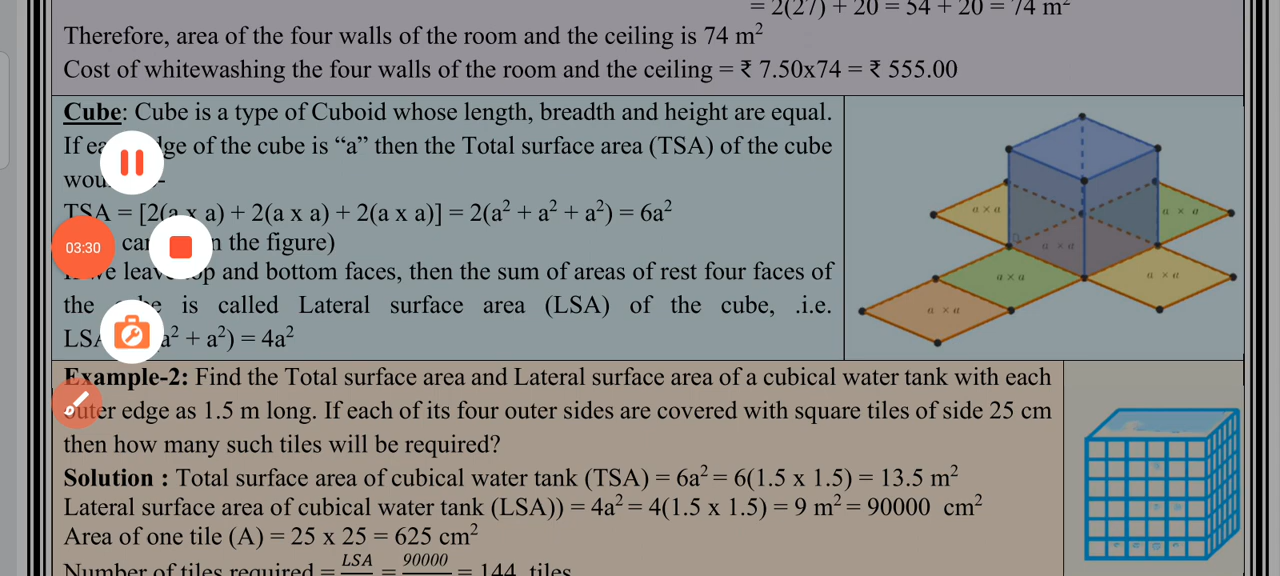 = 2(27) + 20 = 54 + 20 = 74 m²
Therefore, area of the four walls of the room and the ceiling is 74 m²
Cost of whitewashing the four walls of the room and the ceiling = ₹ 7.50x74 = ₹ 555.00
Cube: Cube is a type of Cuboid whose length, breadth and height are equal.
If ea dge of the cube is “a” then the Total surface area (TSA) of the cube
wou -
TSA = [2(a x a) + 2(a x a) + 2(a x a)] = 2(a² + a² + a²) = 6a²
03:30
the figure)
we leav op and bottom faces, then the sum of areas of rest four faces of
the is called Lateral surface area (LSA) of the cube, .i.e.
LSA a² + a²) = 4a²
a x a
a x a
a x a
a x a
a x a
a x a
Example-2: Find the Total surface area and Lateral surface area of a cubical water tank with each
outer edge as 1.5 m long. If each of its four outer sides are covered with square tiles of side 25 cm
then how many such tiles will be required?
Solution : Total surface area of cubical water tank (TSA) = 6a² = 6(1.5 x 1.5) = 13.5 m²
Lateral surface area of cubical water tank (LSA)) = 4a² = 4(1.5 x 1.5) = 9 m² = 90000 cm²
Area of one tile (A) = 25 x 25 = 625 cm²
Number of tiles required = LSA = 90000 = 144 tiles